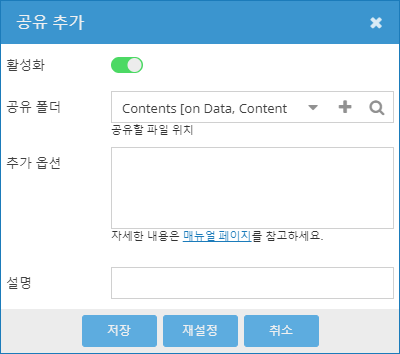 공유 추가
활성화
공유 폴더
Contents [on Data, Content
공유할 파일 위치
추가 옵션
자세한 내용은 매뉴얼 페이지를 참고하세요.
설명
저장
재설정
취소